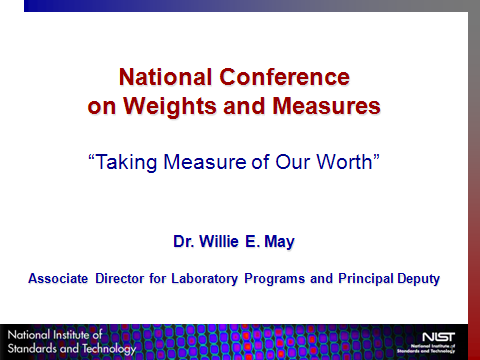 National Conference
on Weights and Measures
“Taking Measure of Our Worth”
Dr. Willie E. May
Associate Director for Laboratory Programs and Principal Deputy
National Institute of
Standards and Technology
NIST
National Institute of
Standards and Technology